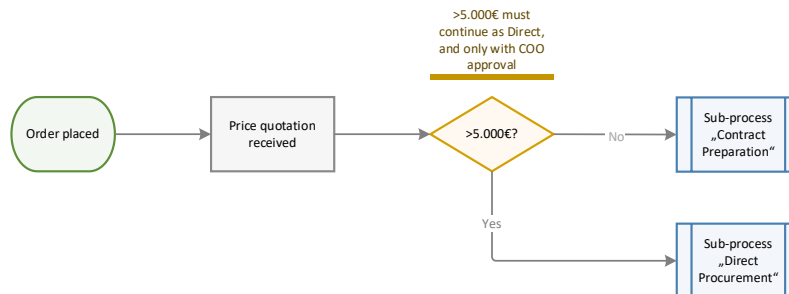 >5.000€ must
continue as Direct,
and only with COO
approval
Order placed
Price quotation
received
>5.000€?
No
Sub-process
„Contract
Preparation“
Yes
Sub-process
„Direct
Procurement“